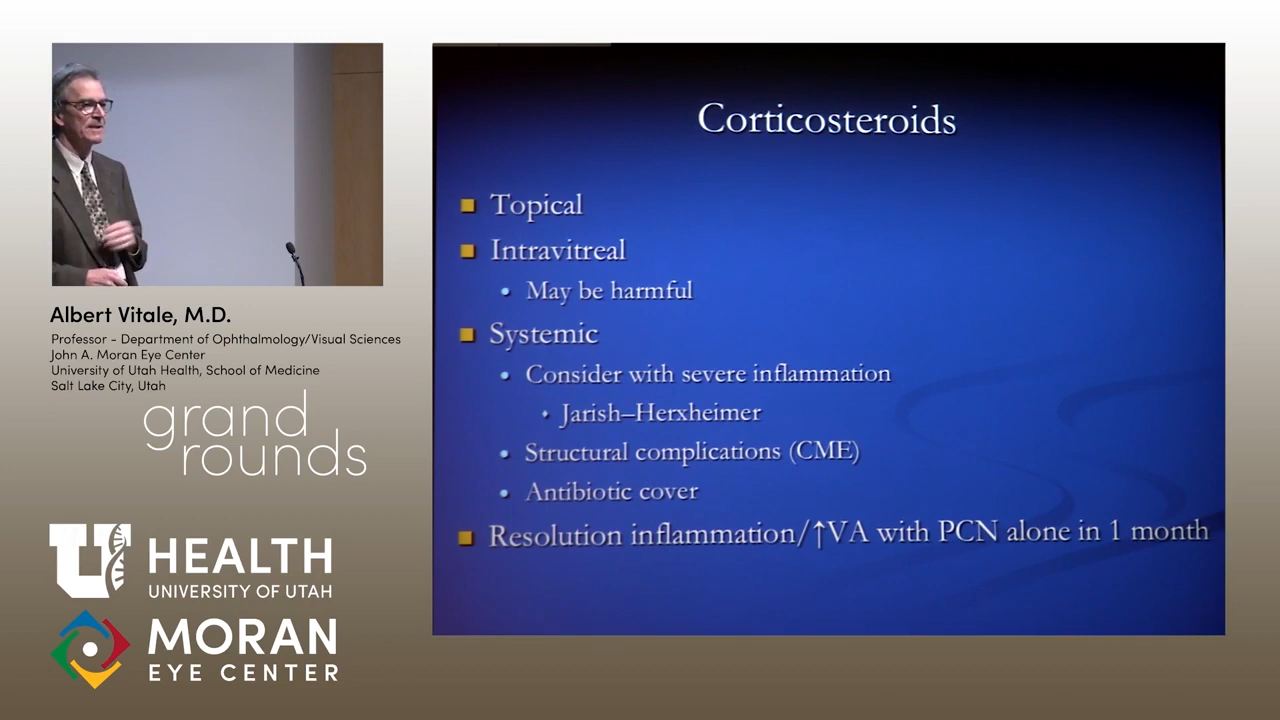 Corticosteroids
Topical
Intravitreal
May be harmful
Systemic
Consider with severe inflammation
Jarish–Herxheimer
Structural complications (CME)
Antibiotic cover
Resolution inflammation/↑VA with PCN alone in 1 month
Albert Vitale, M.D.
Professor - Department of Ophthalmology/Visual Sciences
John A. Moran Eye Center
University of Utah Health, School of Medicine
Salt Lake City, Utah
grand
rounds
U HEALTH
UNIVERSITY OF UTAH
MORAN
EYE CENTER